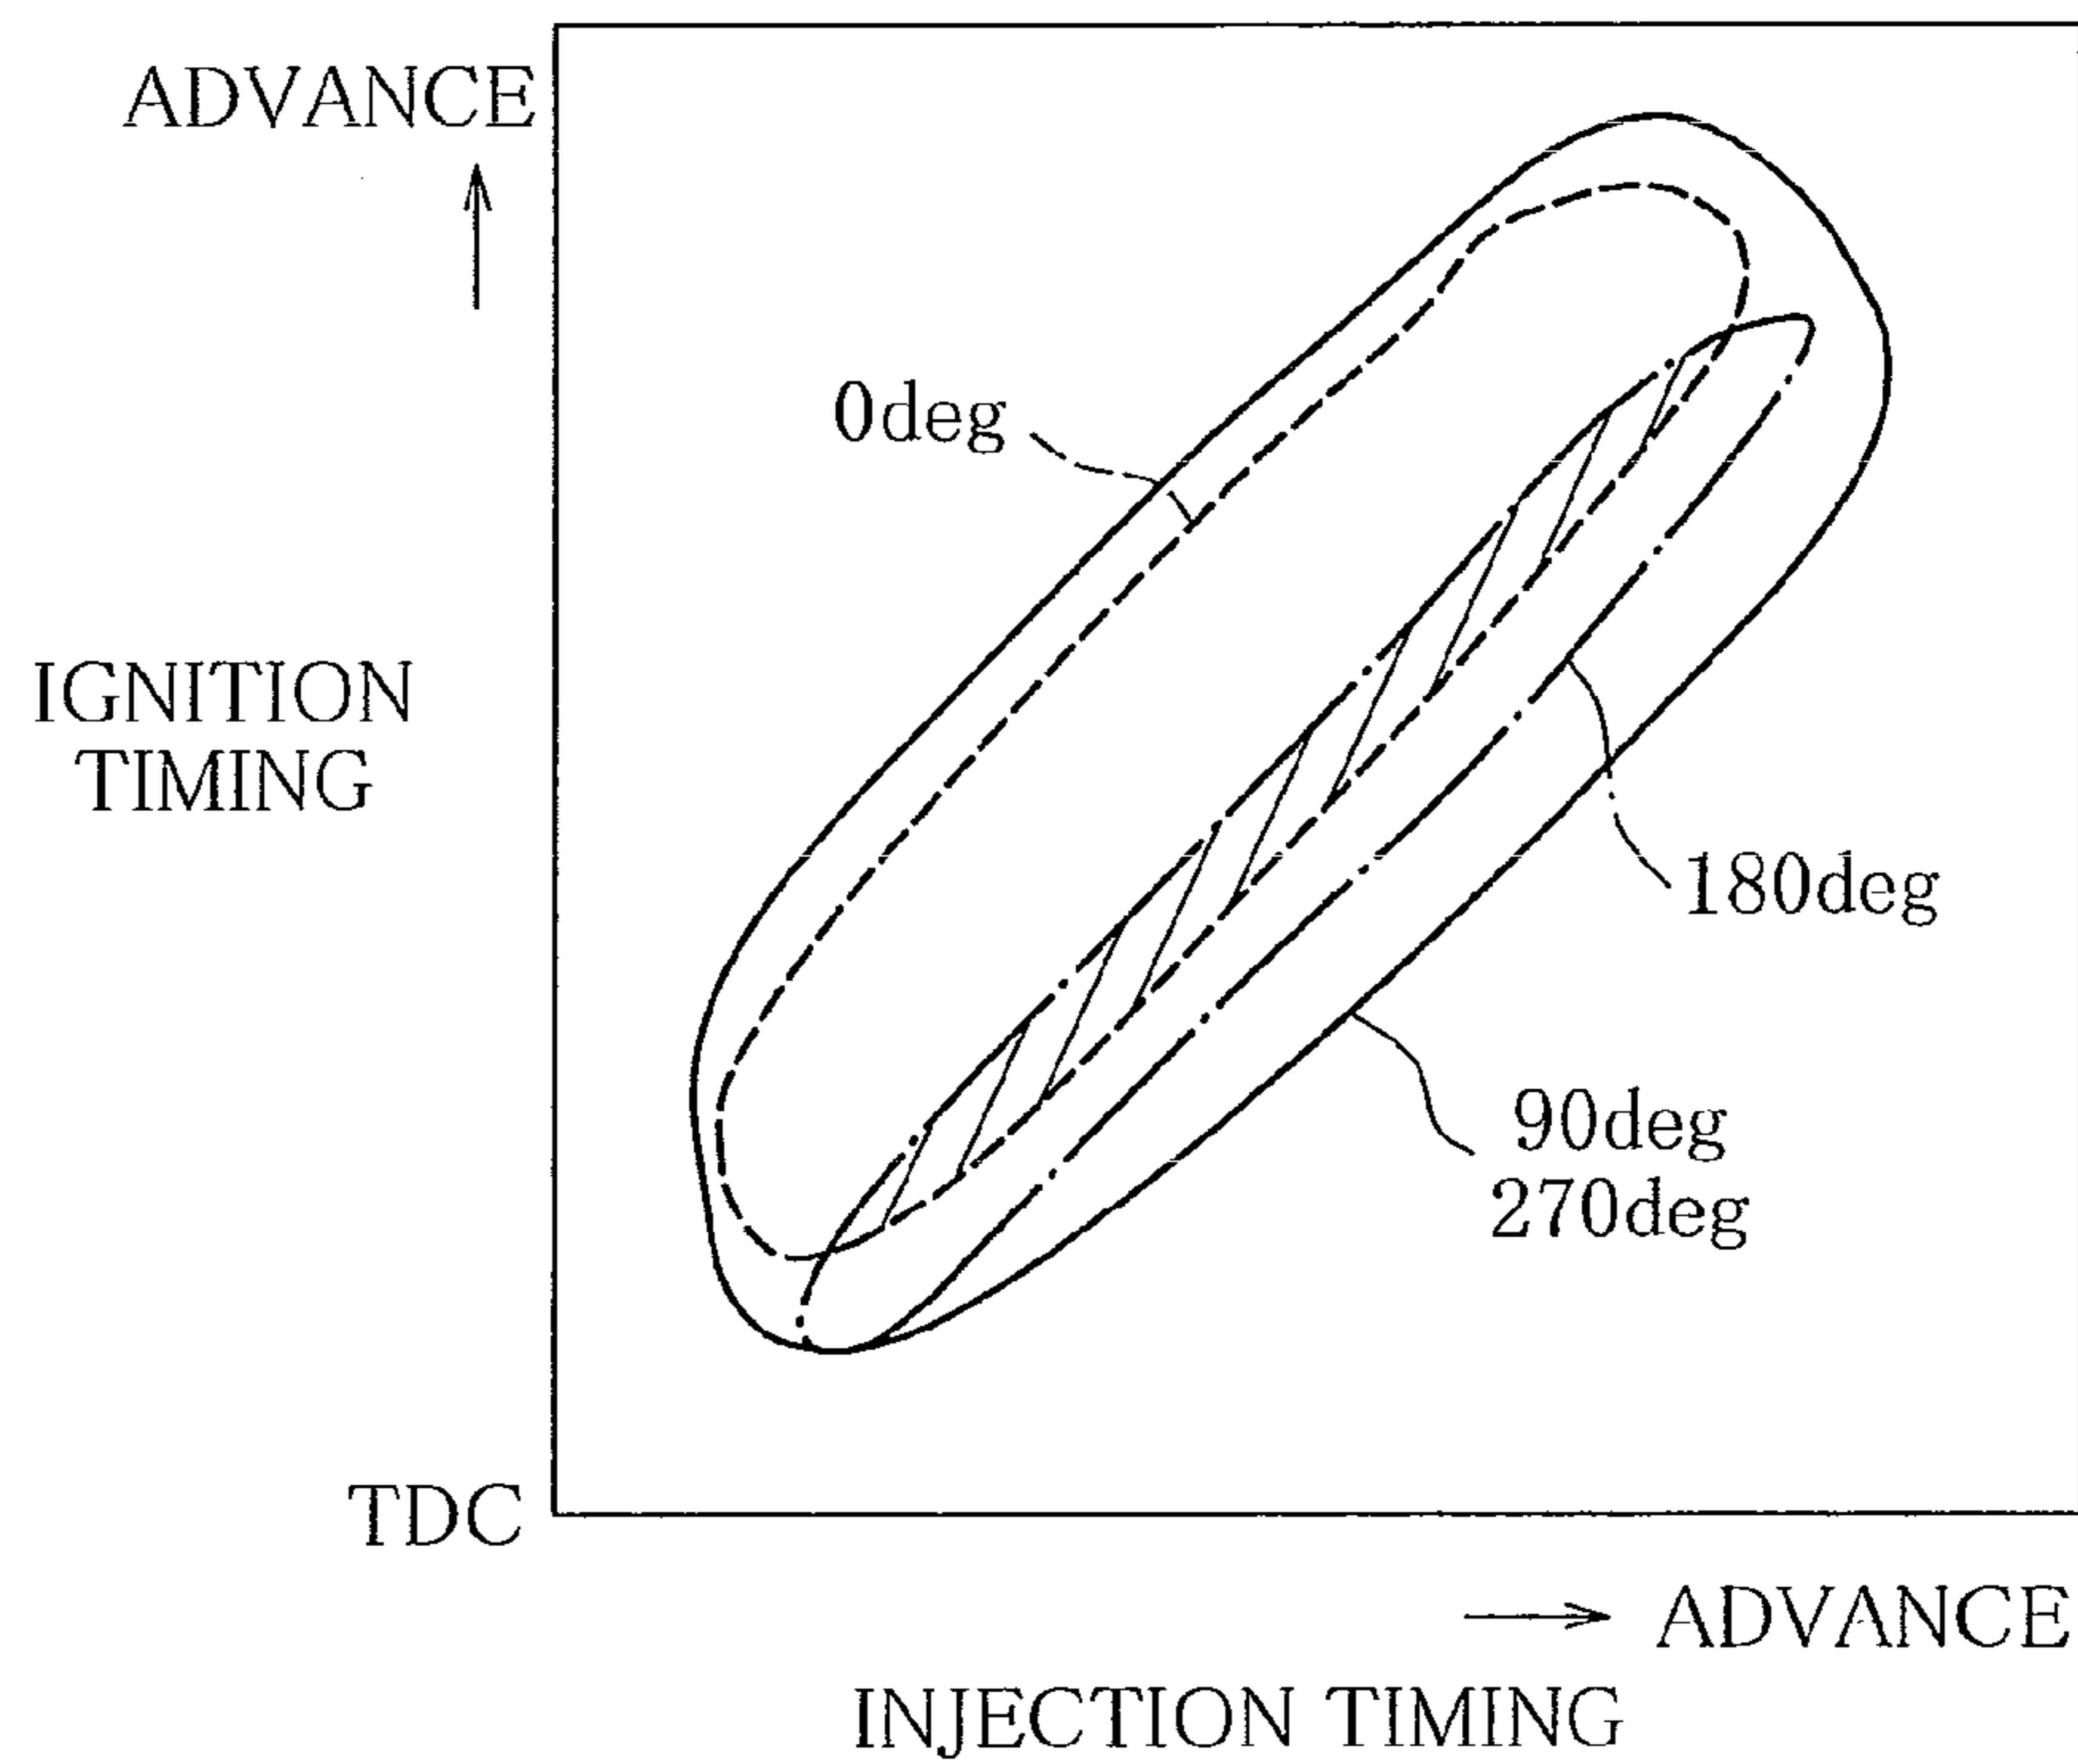 ADVANCE
0deg
IGNITION
TIMING
180deg
90deg
270deg
TDC
ADVANCE
INJECTION TIMING